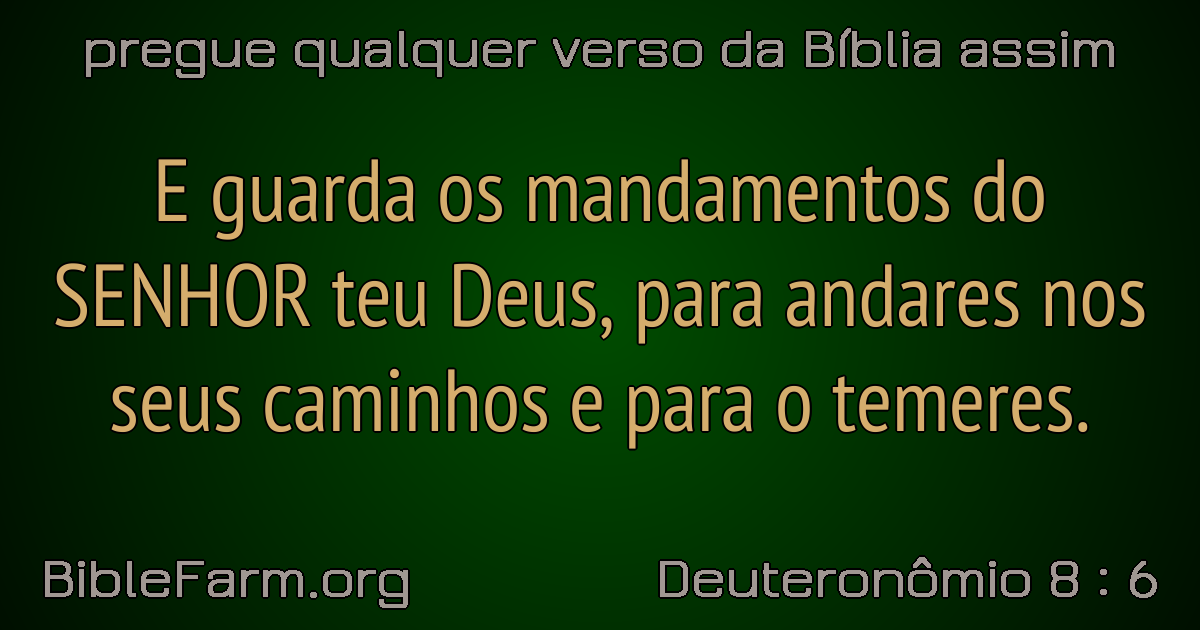 pregue qualquer verso da Bíblia assim
E guarda os mandamentos do
SENHOR teu Deus, para andares nos
seus caminhos e para o temeres.
BibleFarm.org
Deuteronômio 8 : 6